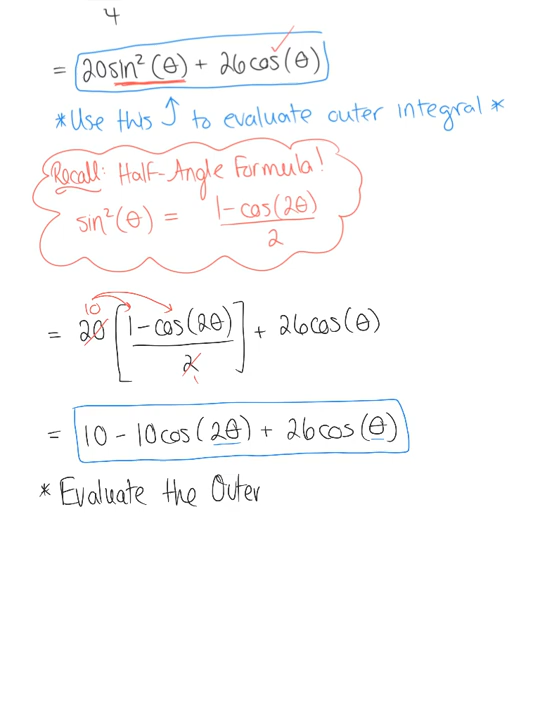 4
= 20sin²(θ) + 26cos(θ)
*Use this ↑ to evaluate outer integral *
Recall: Half-Angle Formula!
sin²(θ) = 1-cos(2θ)/2
10
= 20 [1-cos(2θ)/2] + 26cos(θ)
1
= 10 - 10cos(2θ) + 26cos(θ)
* Evaluate the Outer